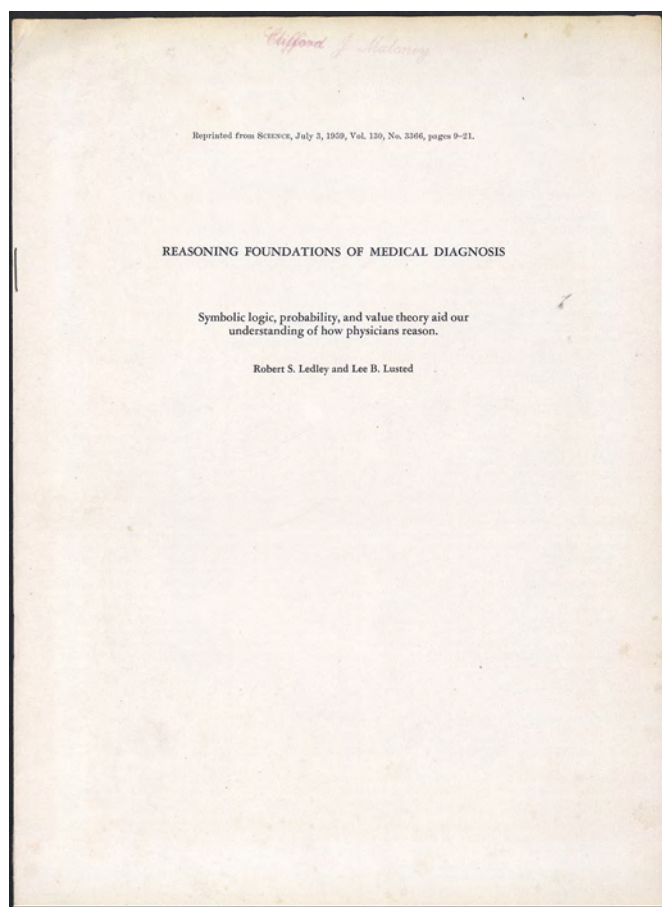 Clifford J Maloney
Reprinted from SCIENCE, July 3, 1959, Vol. 130, No. 3366, pages 9–21.
REASONING FOUNDATIONS OF MEDICAL DIAGNOSIS
Symbolic logic, probability, and value theory aid our
understanding of how physicians reason.
Robert S. Ledley and Lee B. Lusted